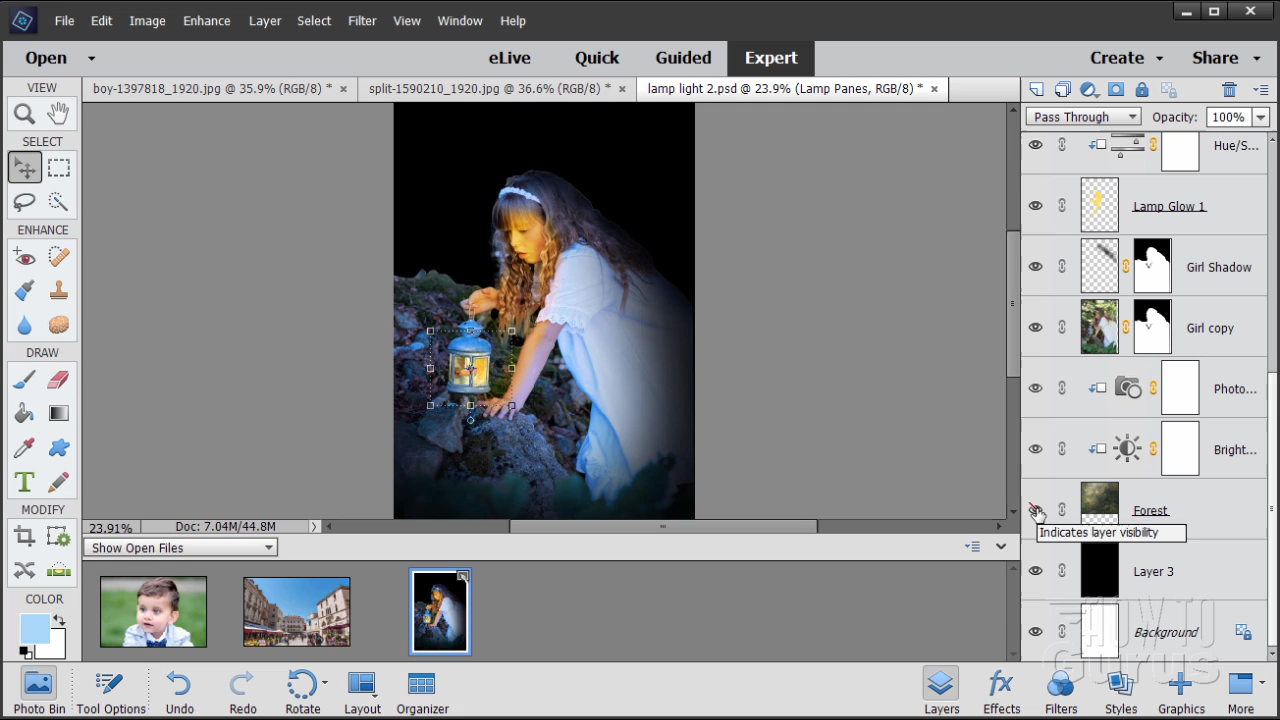 File Edit Image Enhance Layer Select Filter View Window Help
Open eLive Quick Guided Expert Create Share
VIEW
boy-1397818_1920.jpg @ 35.9% (RGB/8) *
split-1590210_1920.jpg @ 36.6% (RGB/8) *
lamp light 2.psd @ 23.9% (Lamp Panes, RGB/8) *
Pass Through Opacity: 100%
SELECT
Hue/S...
Lamp Glow 1
ENHANCE
Girl Shadow
Girl copy
DRAW
Photo...
Bright...
T
MODIFY
Forest
Indicates layer visibility
23.91% Doc: 7.04M/44.8M
Show Open Files
Layer 3
COLOR
Background
HOW TO
Gurus
Photo Bin Tool Options Undo Redo Rotate Layout Organizer Layers fx Effects Filters Styles Graphics More